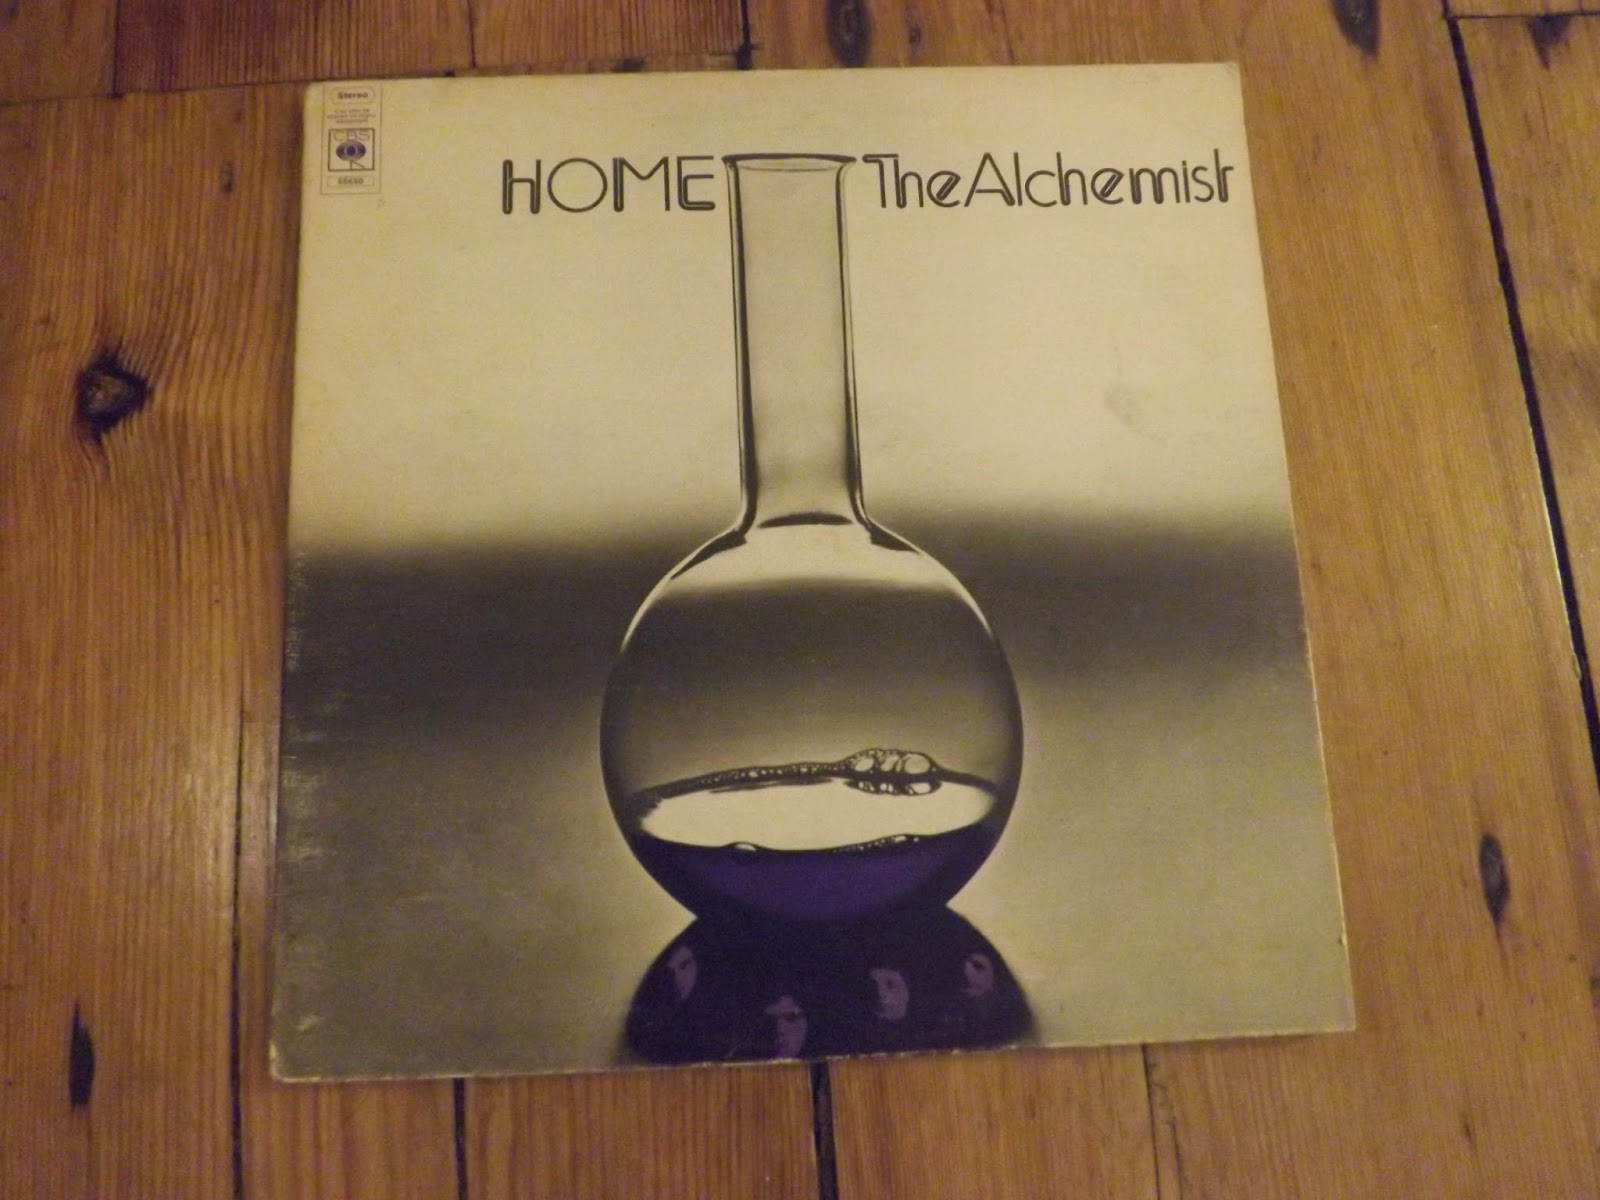 Stereo
CBS
HOME The Alchemist